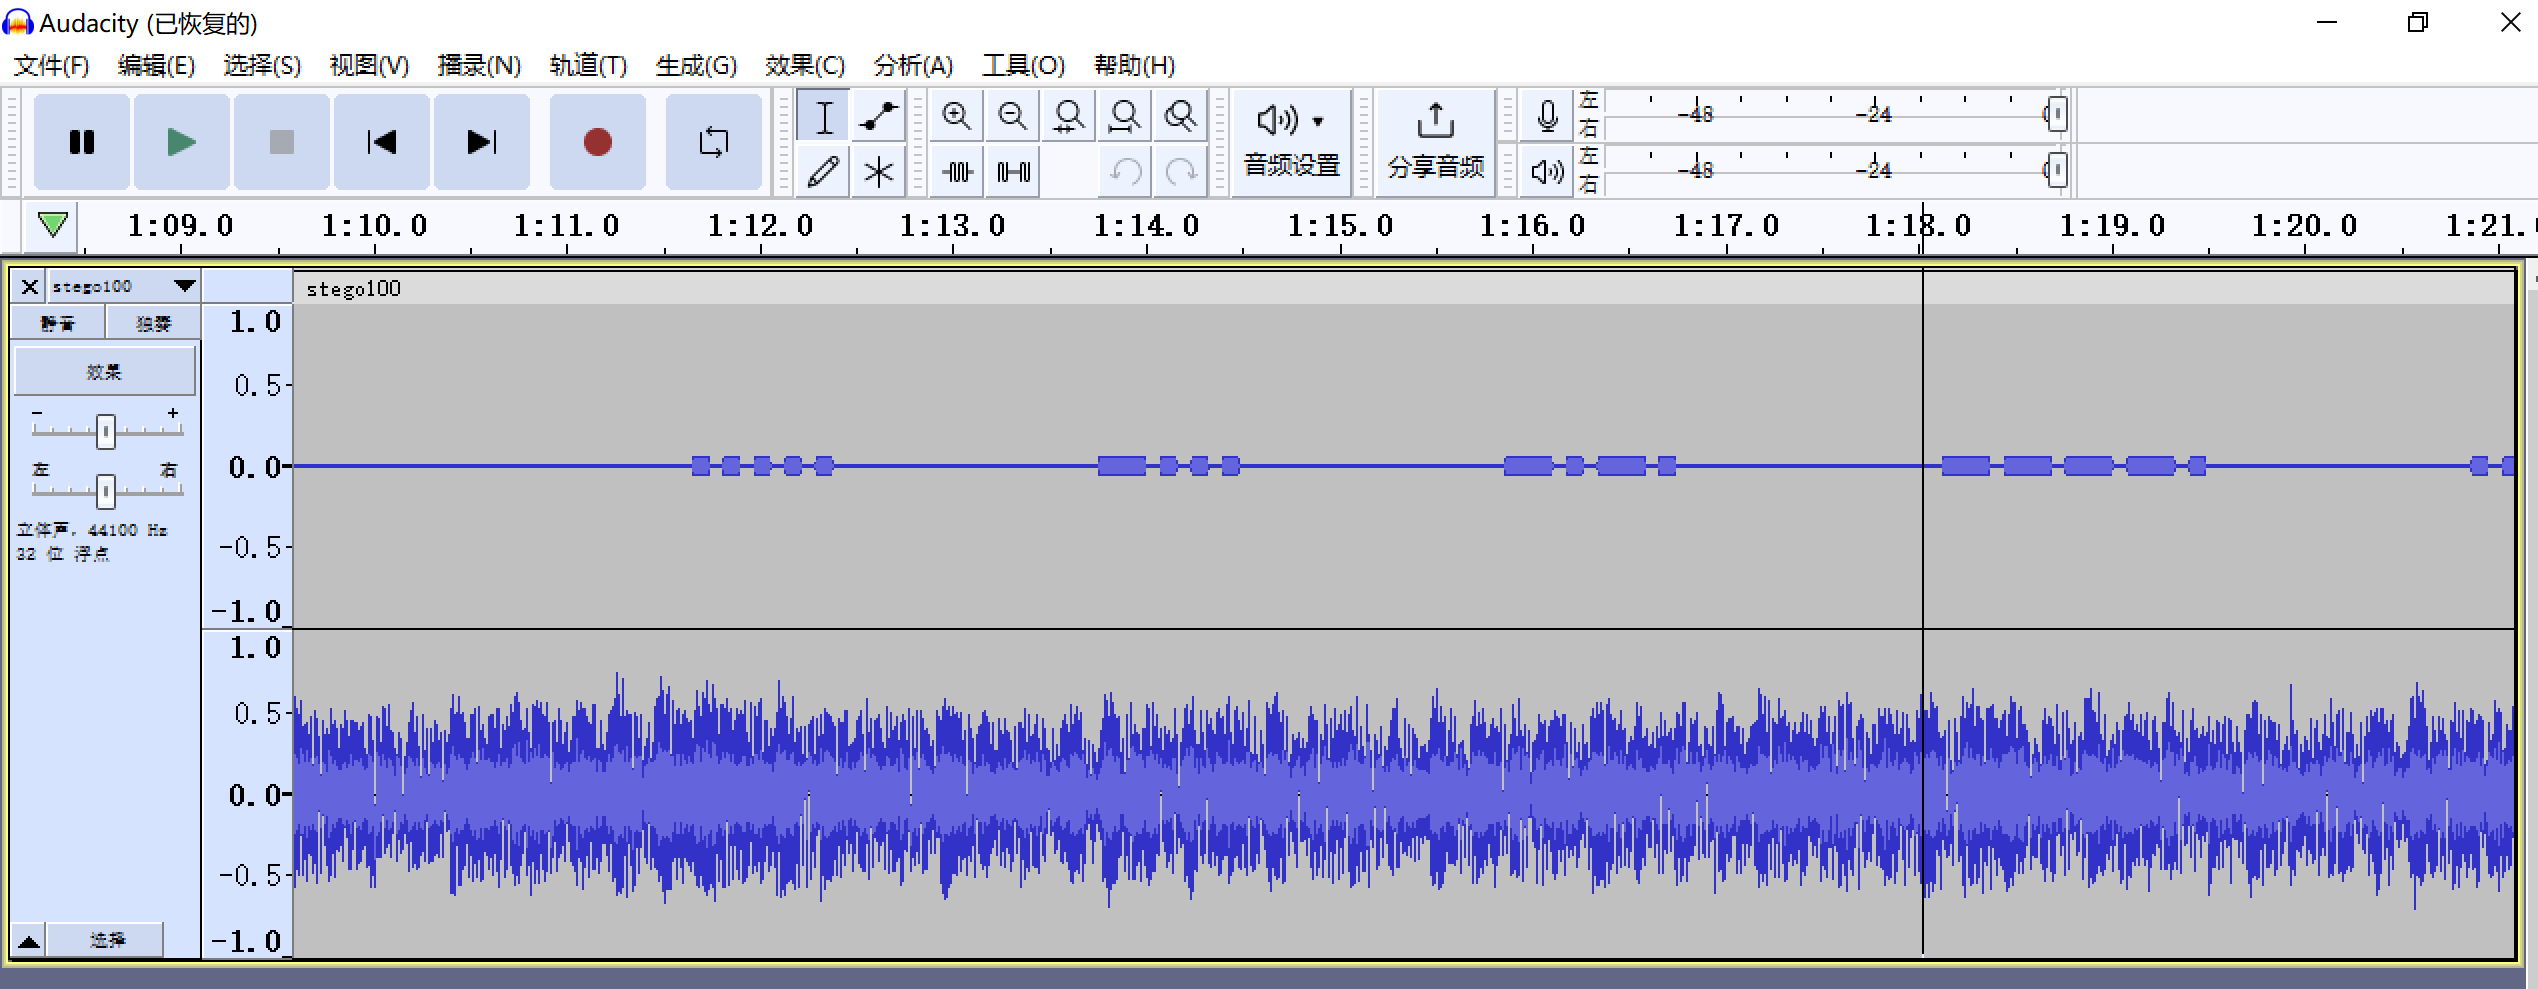 Audacity (已恢复的)
文件(F) 编辑(E) 选择(S) 视图(V) 播录(N) 轨道(T) 生成(G) 效果(C) 分析(A) 工具(O) 帮助(H)
音频设置
分享音频
左 -48 -24
右
左 -48 -24
右
1:09.0 1:10.0 1:11.0 1:12.0 1:13.0 1:14.0 1:15.0 1:16.0 1:17.0 1:18.0 1:19.0 1:20.0 1:21.
stego100
stego100
静音 独奏
效果
- +
左 右
立体声, 44100 Hz
32 位 浮点
选择
1.0
0.5
0.0
-0.5
-1.0
1.0
0.5
0.0
-0.5
-1.0